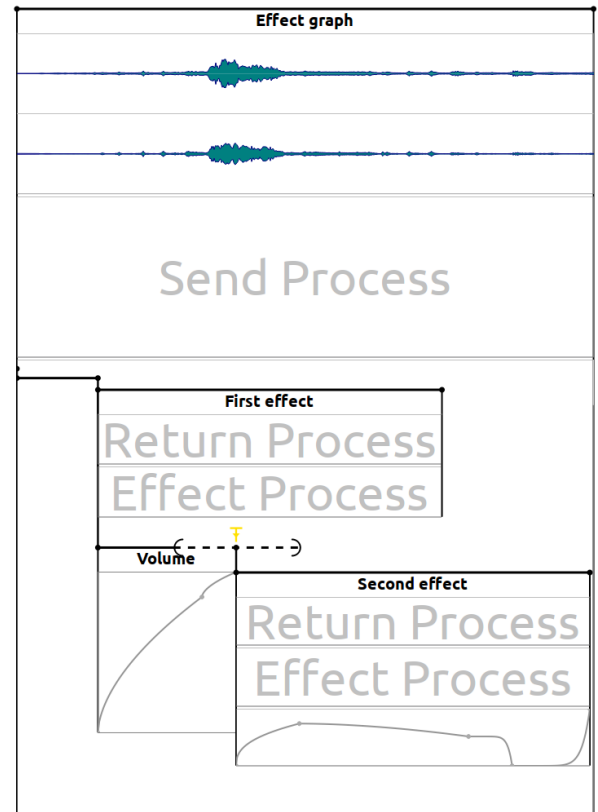 Effect graph
Send Process
First effect
Return Process
Effect Process
Volume
Second effect
Return Process
Effect Process